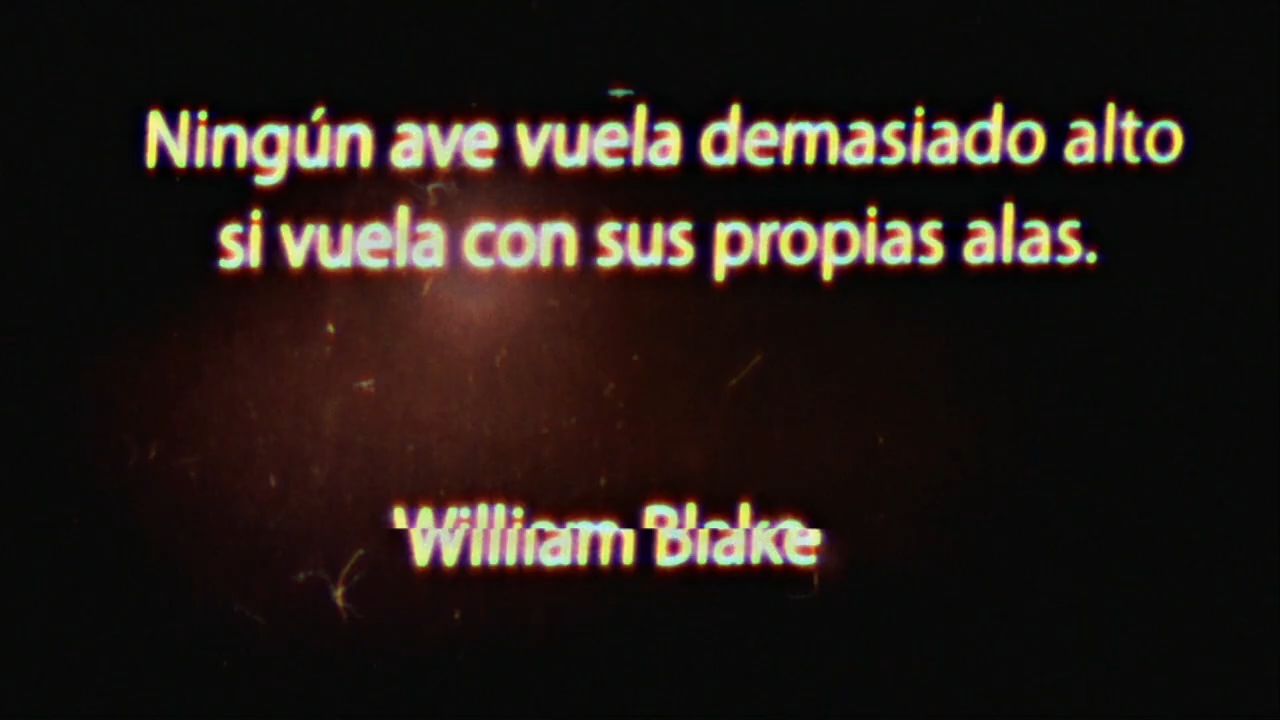 Ningún ave vuela demasiado alto
si vuela con sus propias alas.
William Blake